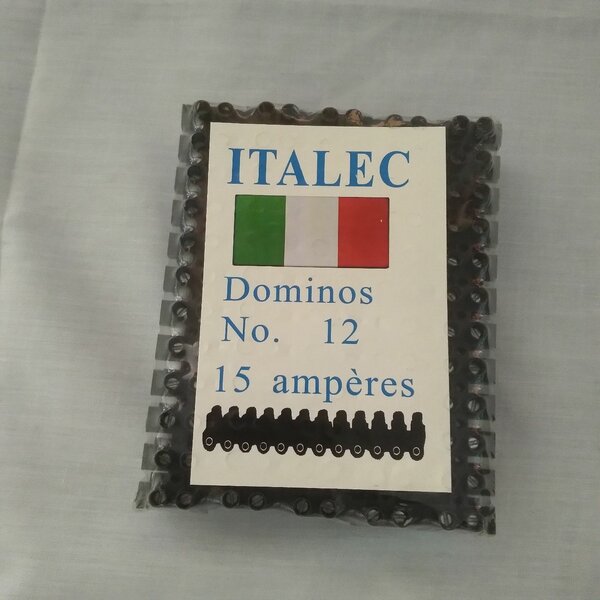 ITALEC
Dominos
No. 12
15 ampères